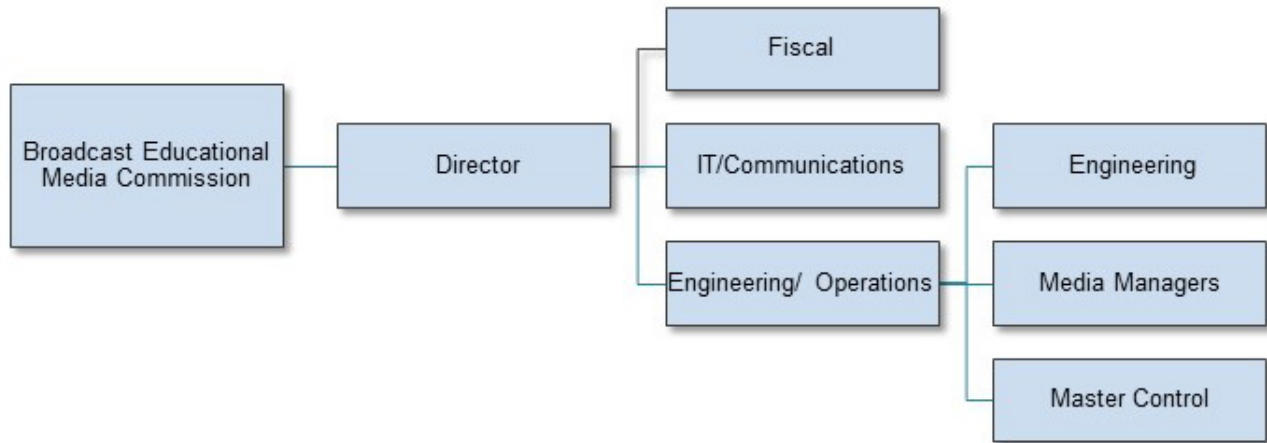 Broadcast Educational
Media Commission
Director
Fiscal
IT/Communications
Engineering/ Operations
Engineering
Media Managers
Master Control